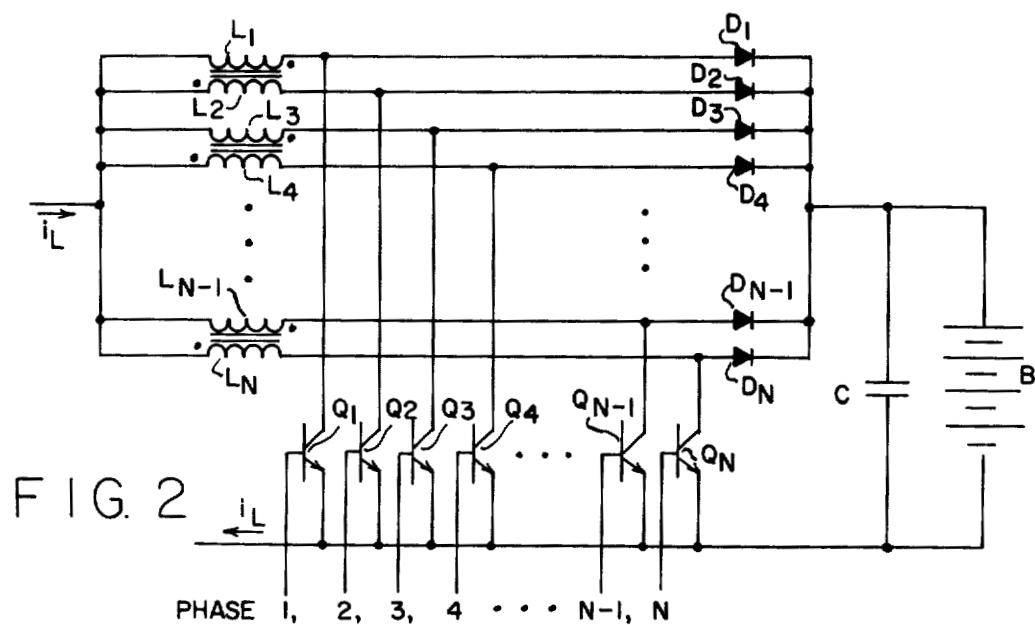 L1
D1
L2
D2
L3
D3
L4
D4
iL
LN-1
DN-1
LN
DN
C
B
Q1
Q2
Q3
Q4
QN-1
QN
FIG. 2
iL
PHASE 1, 2, 3, 4 • • • • N-1, N